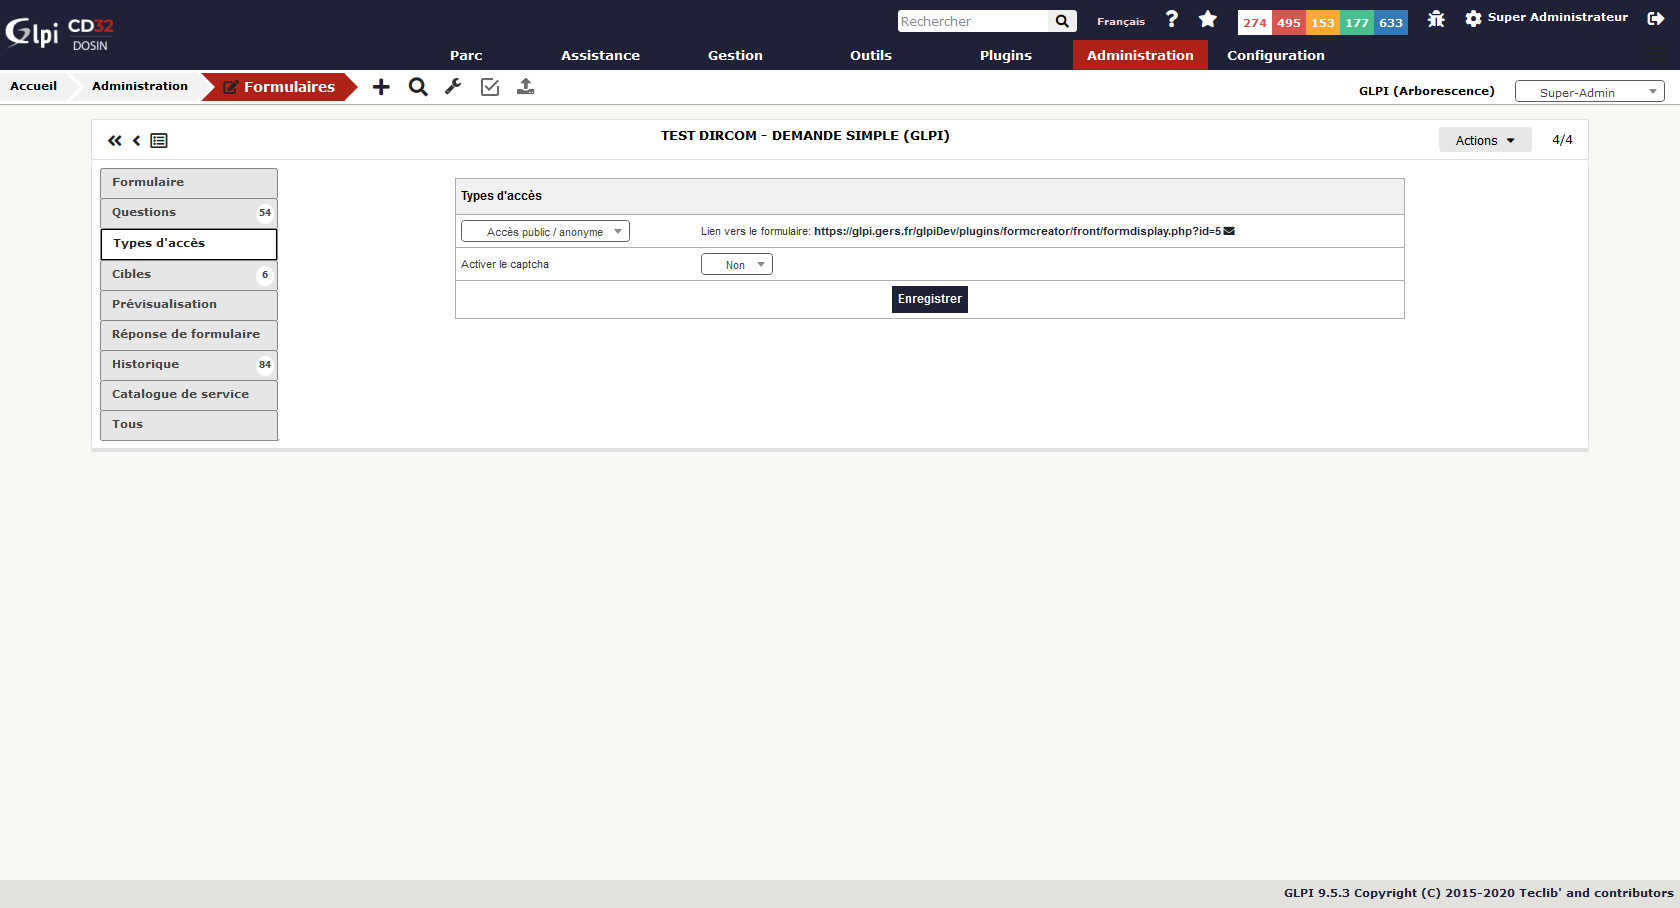 Glpi CD32
DOSIN
Rechercher
Français
?
274 495 153 177 633
Super Administrateur
Parc Assistance Gestion Outils Plugins Administration Configuration
Accueil Administration Formulaires
GLPI (Arborescence)
Super-Admin
TEST DIRCOM - DEMANDE SIMPLE (GLPI)
Actions
4/4
Formulaire
Questions 54
Types d'accès
Cibles 6
Prévisualisation
Réponse de formulaire
Historique 84
Catalogue de service
Tous
Types d'accès
Accès public / anonyme
Lien vers le formulaire: https://glpi.gers.fr/glpiDev/plugins/formcreator/front/formdisplay.php?id=5
Activer le captcha
Non
Enregistrer
GLPI 9.5.3 Copyright (C) 2015-2020 Teclib' and contributors